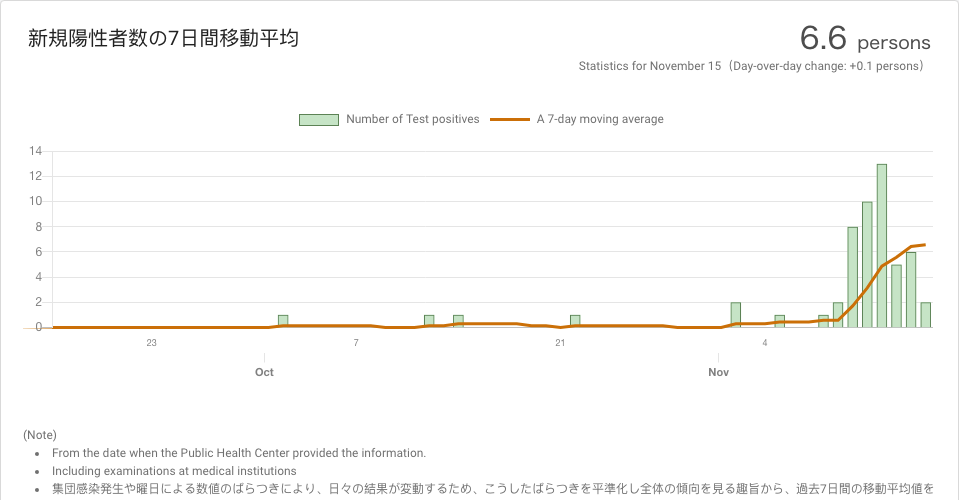 新規陽性者数の7日間移動平均
6.6 persons
Statistics for November 15（Day-over-day change: +0.1 persons）
Number of Test positives
A 7-day moving average
14
12
10
8
6
4
2
0
23
7
21
4
Oct
Nov
(Note)
• From the date when the Public Health Center provided the information.
• Including examinations at medical institutions
• 集団感染発生や曜日による数値のばらつきにより、日々の結果が変動するため、こうしたばらつきを平準化し全体の傾向を見る趣旨から、過去7日間の移動平均値を